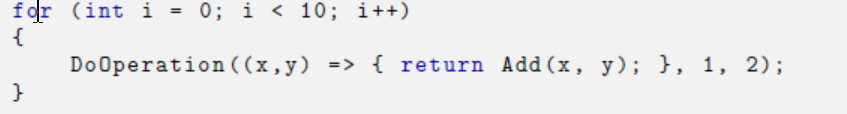 for (int i = 0; i < 10; i++)
{
DoOperation((x,y) => { return Add(x, y); }, 1, 2);
}